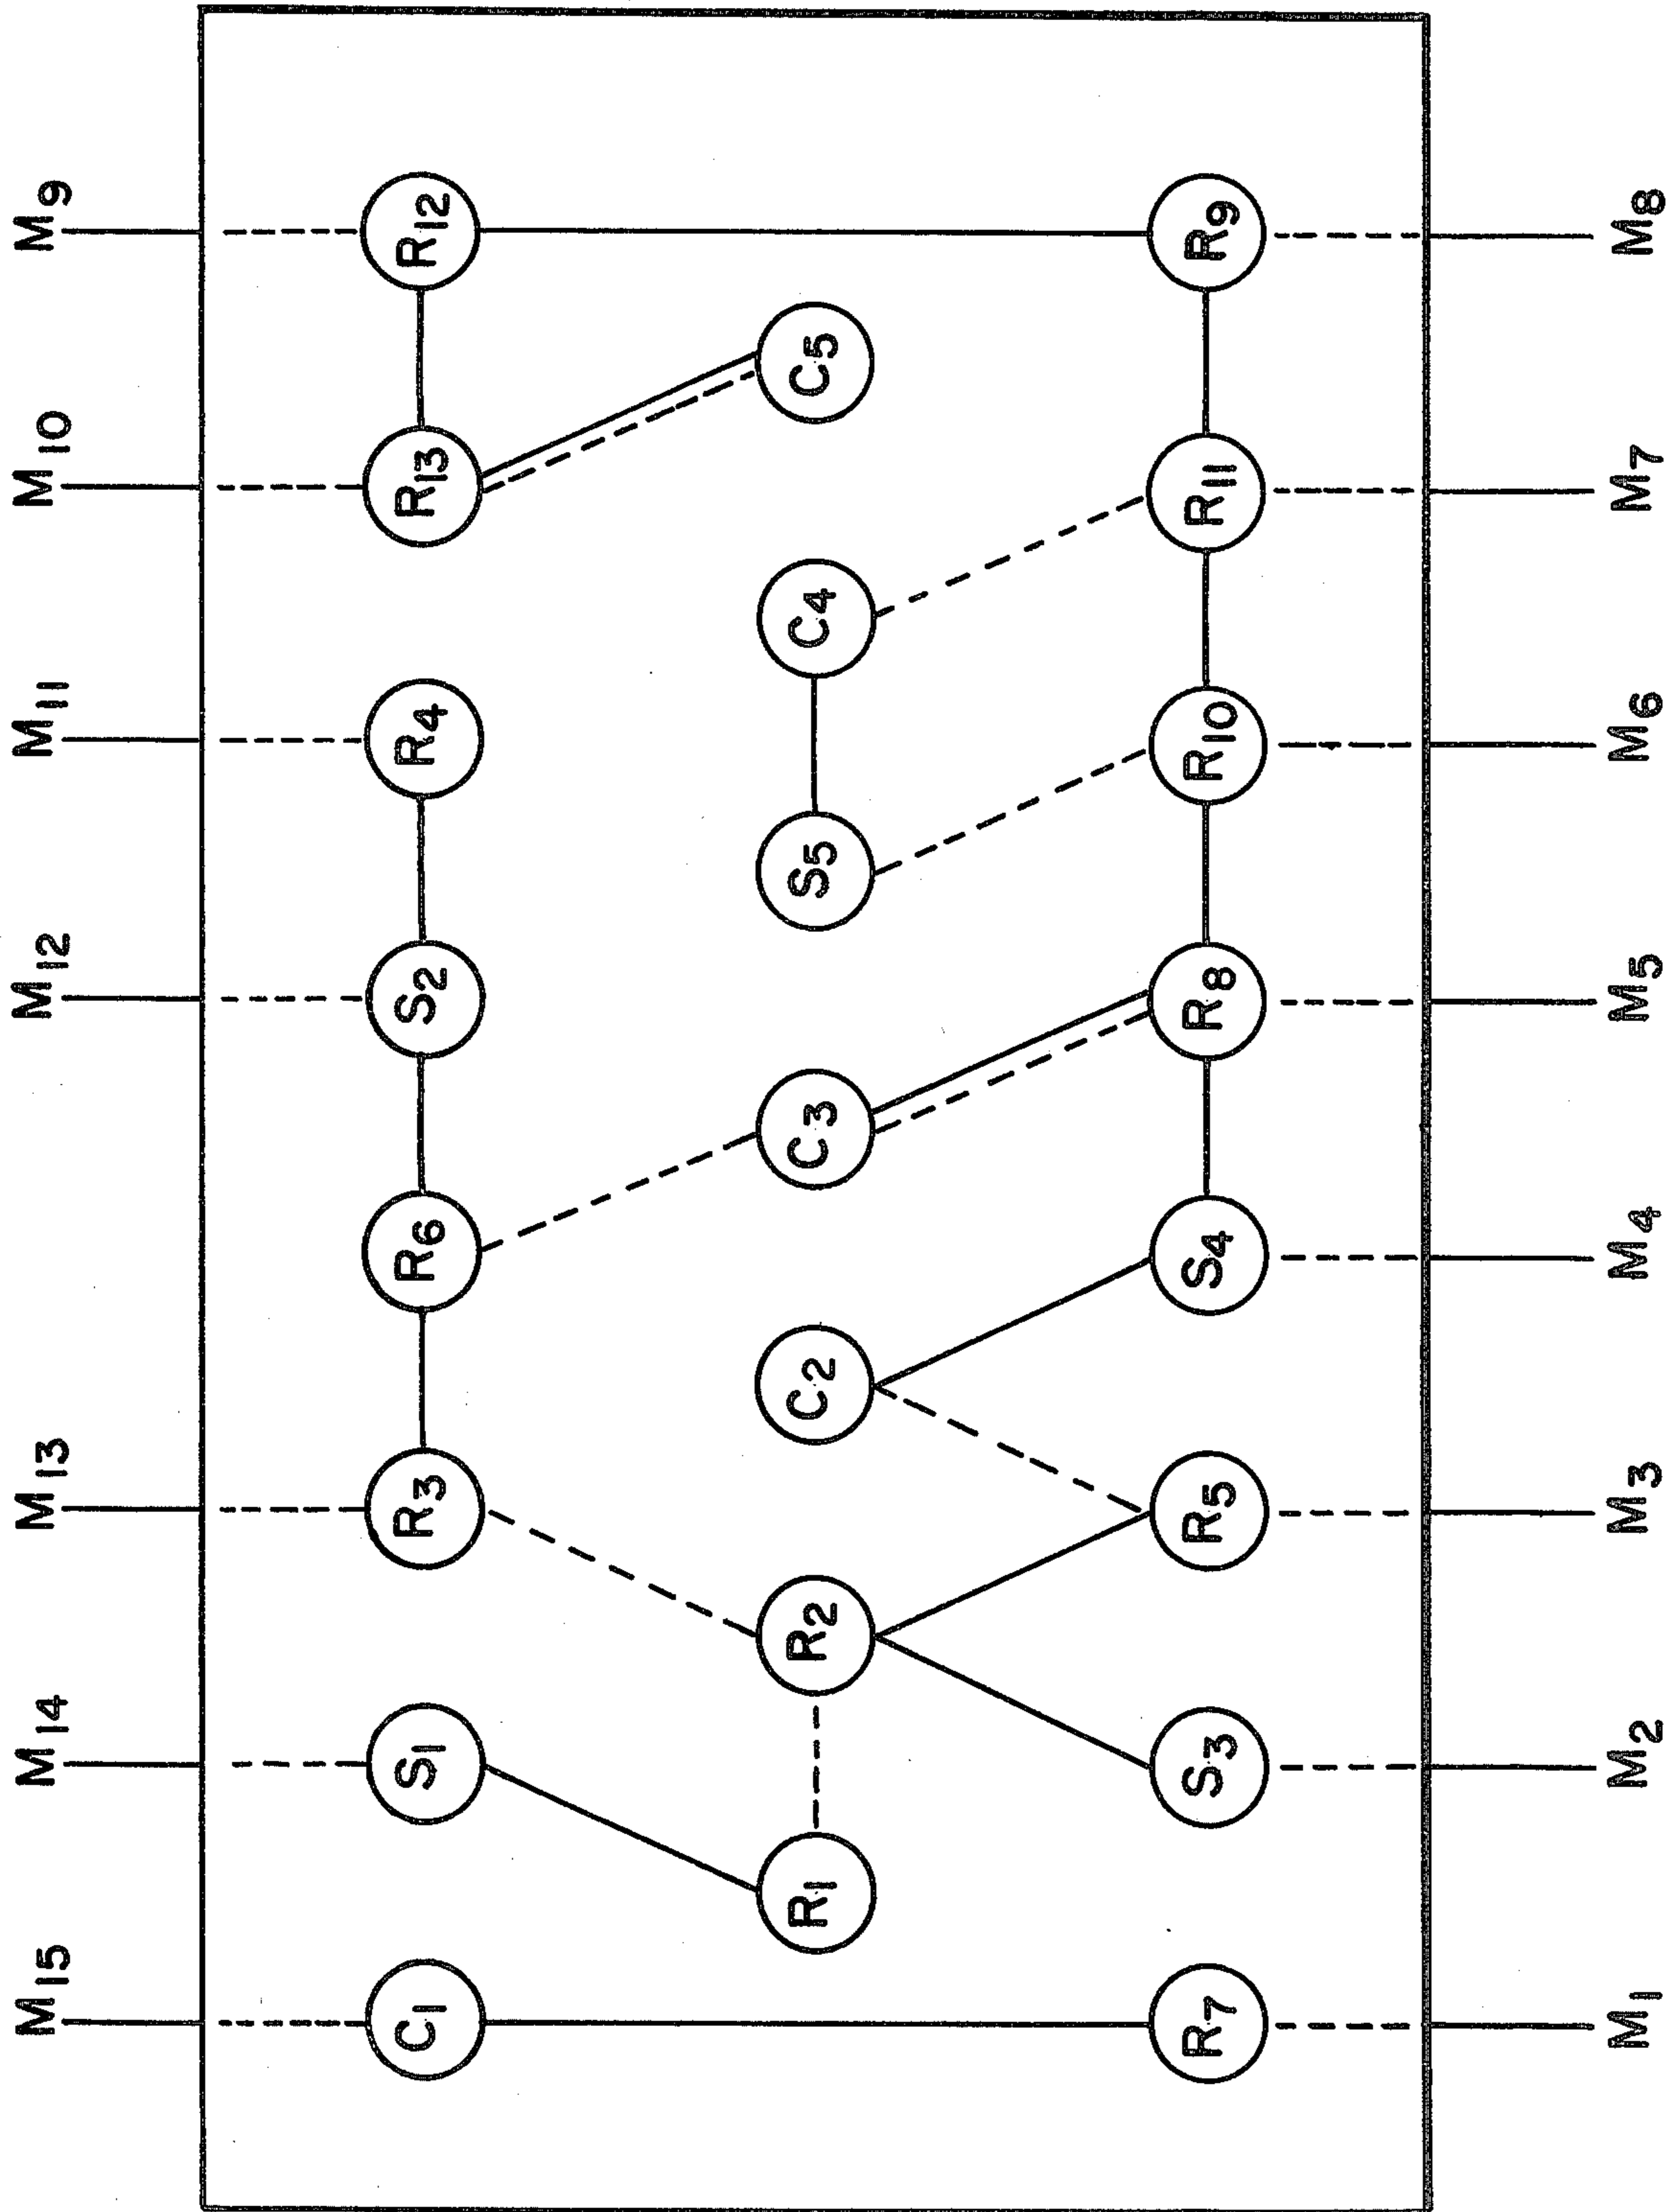 M15 M14 M13 M12 M11 M10 M9
C1 S1 R3 R6 S2 R4 R13 R12
R1 R2 C2 C3 S5 C4 C5
R7 S3 R5 S4 R8 R10 R11 R9
M1 M2 M3 M4 M5 M6 M7 M8